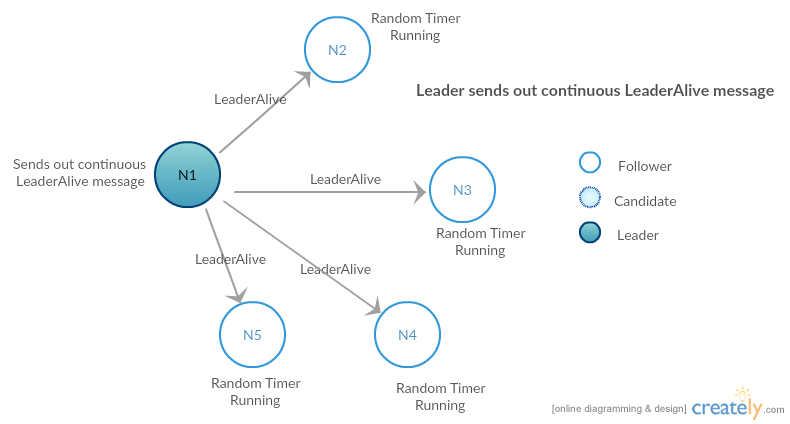 Random Timer
Running
N2
Leader sends out continuous LeaderAlive message
LeaderAlive
Sends out continuous
LeaderAlive message
N1
LeaderAlive
N3
Follower
Candidate
Leader
Random Timer
Running
LeaderAlive
LeaderAlive
N5
N4
Random Timer
Running
Random Timer
Running
[online diagramming & design] creately.com